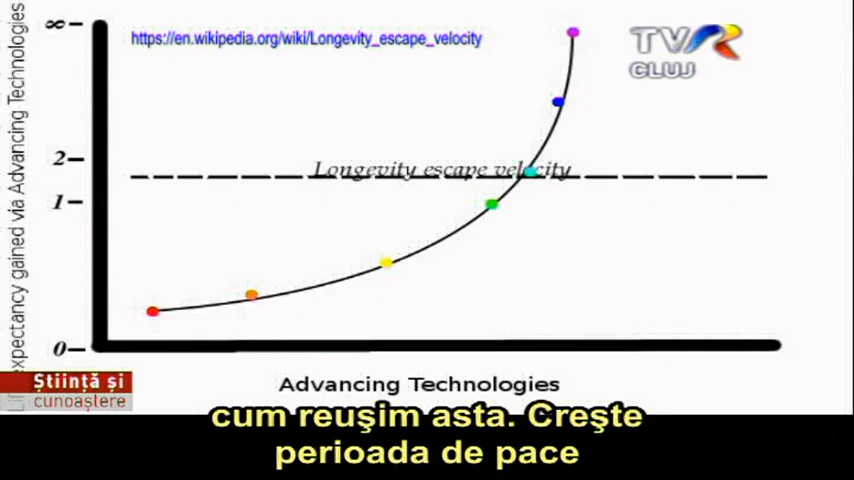 ∞
https://en.wikipedia.org/wiki/Longevity_escape_velocity
TVR
CLUJ
expectancy gained via Advancing Technologies
2
Longevity escape velocity
1
0
Advancing Technologies
Ştiinţă şi
cunoaştere
cum reuşim asta. Creşte
perioada de pace